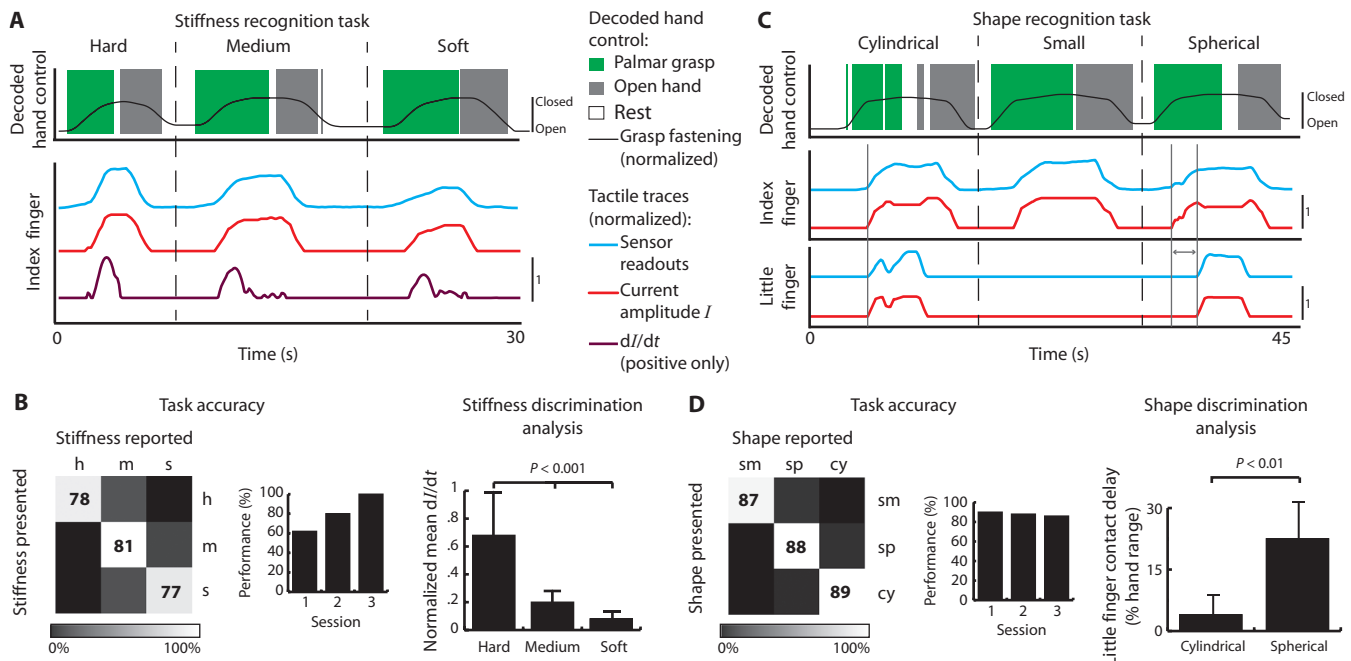 A
Stiffness recognition task
Hard Medium Soft
Decoded
hand control
Closed
Open
Index finger
1
0 30
Time (s)
Decoded hand
control:
Palmar grasp
Open hand
Rest
Grasp fastening
(normalized)
Tactile traces
(normalized):
Sensor
readouts
Current
amplitude I
dI/dt
(positive only)
C
Shape recognition task
Cylindrical Small Spherical
Decoded
hand control
Closed
Open
Index
finger
1
Little
finger
1
0 45
Time (s)
B
Task accuracy
Stiffness reported
h m s
Stiffness presented
78 h
81 m
77 s
0% 100%
Performance (%)
100
80
60
40
20
0
1 2 3
Session
Stiffness discrimination
analysis
P < 0.001
Normalized mean dI/dt
1
.8
.6
.4
.2
0
Hard Medium Soft
D
Task accuracy
Shape reported
sm sp cy
Shape presented
87 sm
88 sp
89 cy
0% 100%
Performance (%)
100
80
60
40
20
0
1 2 3
Session
Shape discrimination
analysis
P < 0.01
Little finger contact delay
(% hand range)
30
15
0
Cylindrical Spherical